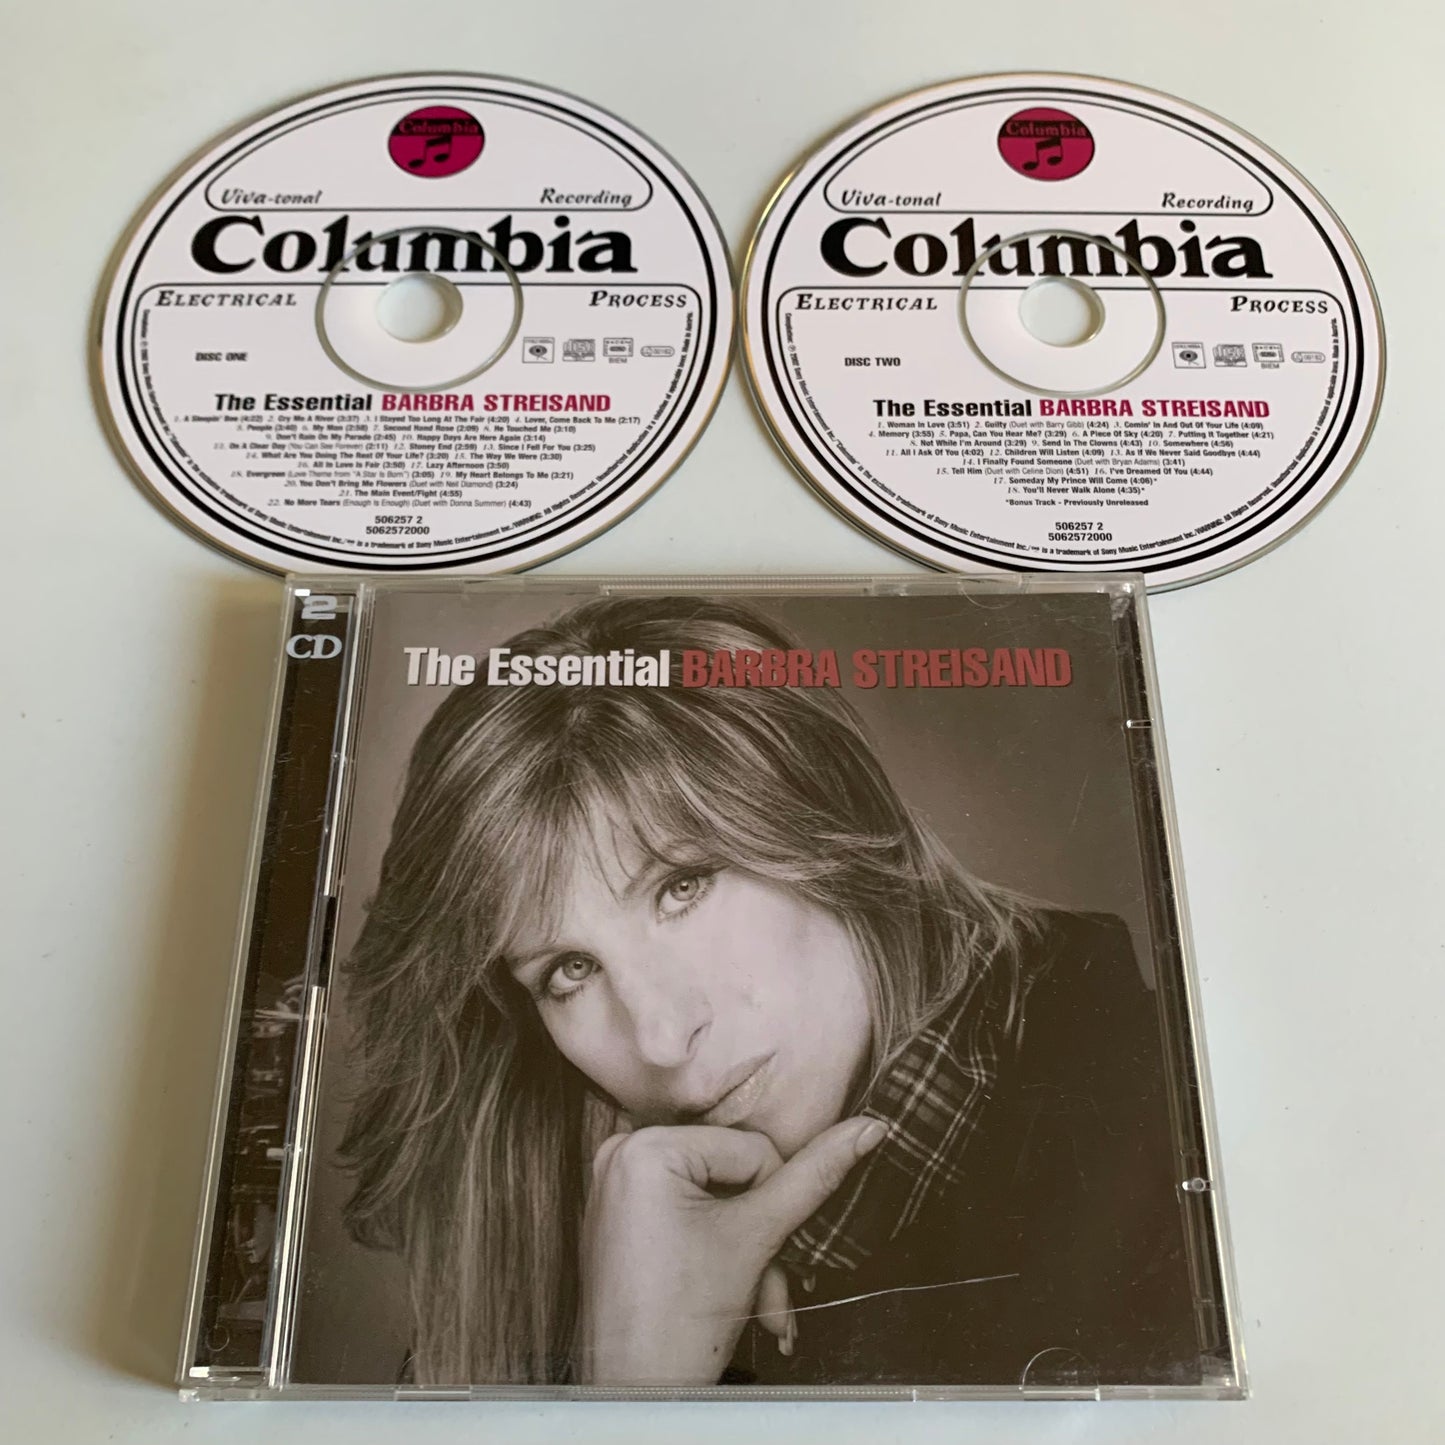 Columbia
Viva-tonal Recording
Columbia
ELECTRICAL PROCESS
DISC ONE
BIEM
The Essential BARBRA STREISAND
1. A Sleepin' Bee (4:22) 2. Cry Me A River (3:37) 3. I Stayed Too Long At The Fair (4:20) 4. Lover, Come Back To Me (2:17)
5. People (3:40) 6. My Man (2:58) 7. Second Hand Rose (2:09) 8. He Touched Me (3:10)
9. Don't Rain On My Parade (2:45) 10. Happy Days Are Here Again (3:14)
11. On A Clear Day (You Can See Forever) (2:11) 12. Stoney End (2:59) 13. Since I Fell For You (3:25)
14. What Are You Doing The Rest Of Your Life? (3:20) 15. The Way We Were (3:30)
16. All In Love Is Fair (3:50) 17. Lazy Afternoon (3:50)
18. Evergreen (Love Theme from "A Star Is Born") (3:05) 19. My Heart Belongs To Me (3:21)
20. You Don't Bring Me Flowers (Duet with Neil Diamond) (3:24)
21. The Main Event/Fight (4:55)
22. No More Tears (Enough is Enough) (Duet with Donna Summer) (4:43)
506257 2
5062572000
Columbia
Viva-tonal Recording
Columbia
ELECTRICAL PROCESS
DISC TWO
BIEM
The Essential BARBRA STREISAND
1. Woman in Love (3:51) 2. Guilty (Duet with Barry Gibb) (4:24) 3. Comin' In And Out Of Your Life (4:09)
4. Memory (3:55) 5. Papa, Can You Hear Me? (3:29) 6. A Piece Of Sky (4:20) 7. Putting It Together (4:21)
8. Not While I'm Around (3:29) 9. Send In The Clowns (4:43) 10. Somewhere (4:56)
11. All I Ask Of You (4:02) 12. Children Will Listen (4:09) 13. As If We Never Said Goodbye (4:44)
14. I Finally Found Someone (Duet with Bryan Adams) (3:41)
15. Tell Him (Duet with Celine Dion) (4:51) 16. I've Dreamed Of You (4:44)
17. Someday My Prince Will Come (4:06)*
18. You'll Never Walk Alone (4:35)*
*Bonus Track - Previously Unreleased
506257 2
5062572000
2
CD
The Essential BARBRA STREISAND